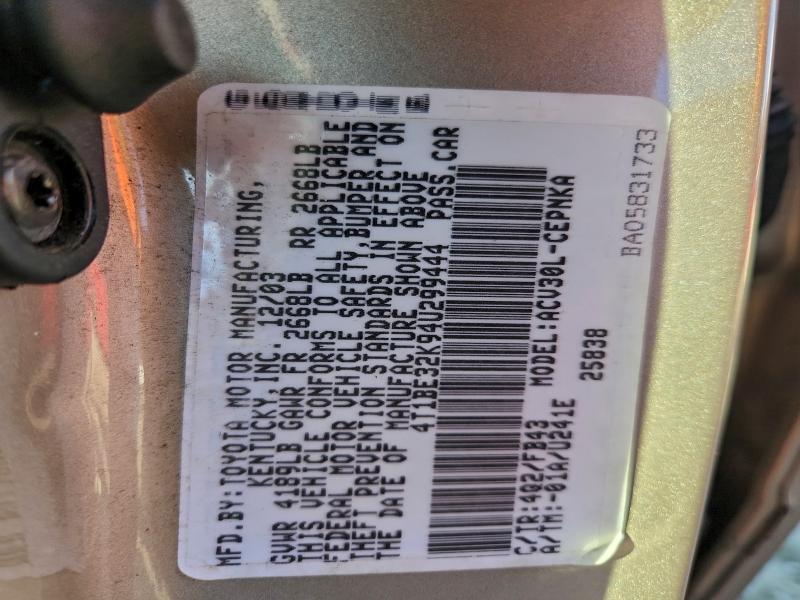 MFD.BY:TOYOTA MOTOR MANUFACTURING,
KENTUCKY,INC. 12/03
GVWR 4189LB GAWR FR 2668LB RR 2668LB
THIS VEHICLE CONFORMS TO ALL APPLICABLE
FEDERAL MOTOR VEHICLE SAFETY,BUMPER,AND
THEFT PREVENTION STANDARDS IN EFFECT ON
THE DATE OF MANUFACTURE SHOWN ABOVE
4T1BE32K94U299444 PASS.CAR
C/TR:4Q2/FB43 MODEL:ACV30L-CEPNKA
A/TM:-01A/U241E 25838
BA05831733